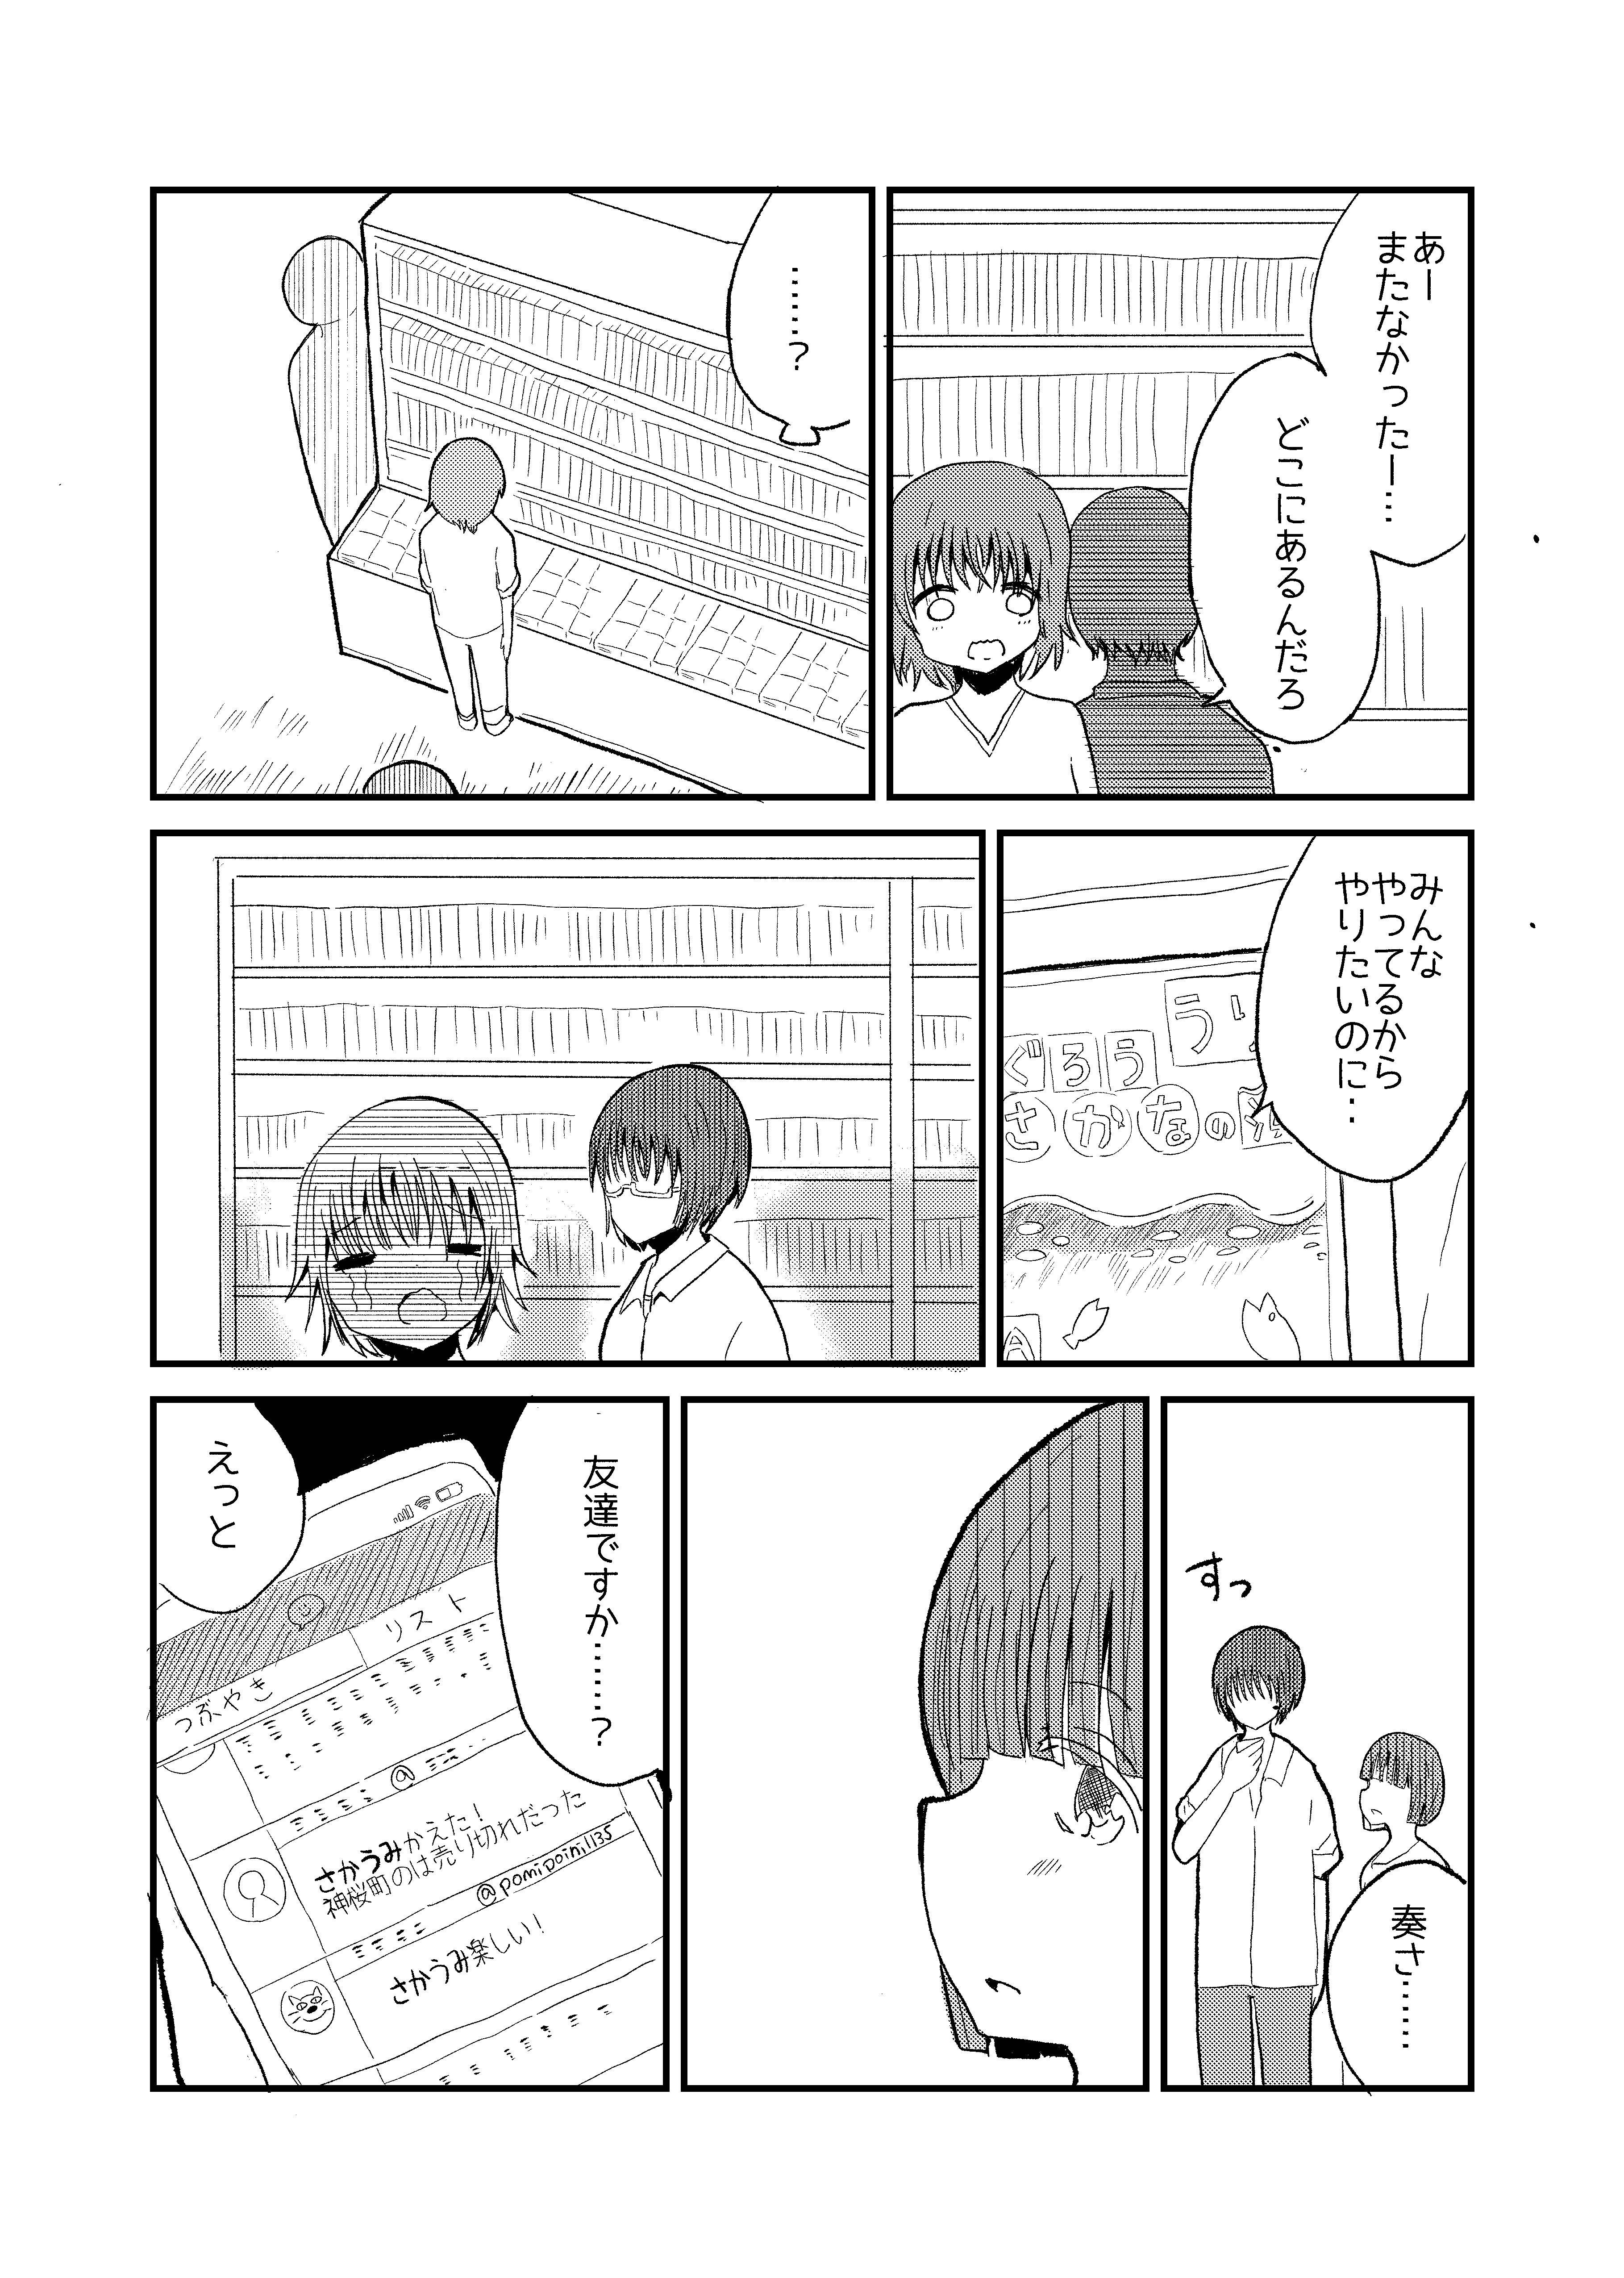 あー
またなかったー…
どこにあるんだろ
……？
みんな
やってるから
やりたいのに…
う
ぐろう
さかなの
A
すっ
奏さ……
友達ですか……？
えっと
リスト
つぶやき
@
さかうみかえた！
神桜町のは売り切れだった
@pomipoini1135
さかうみ楽しい！